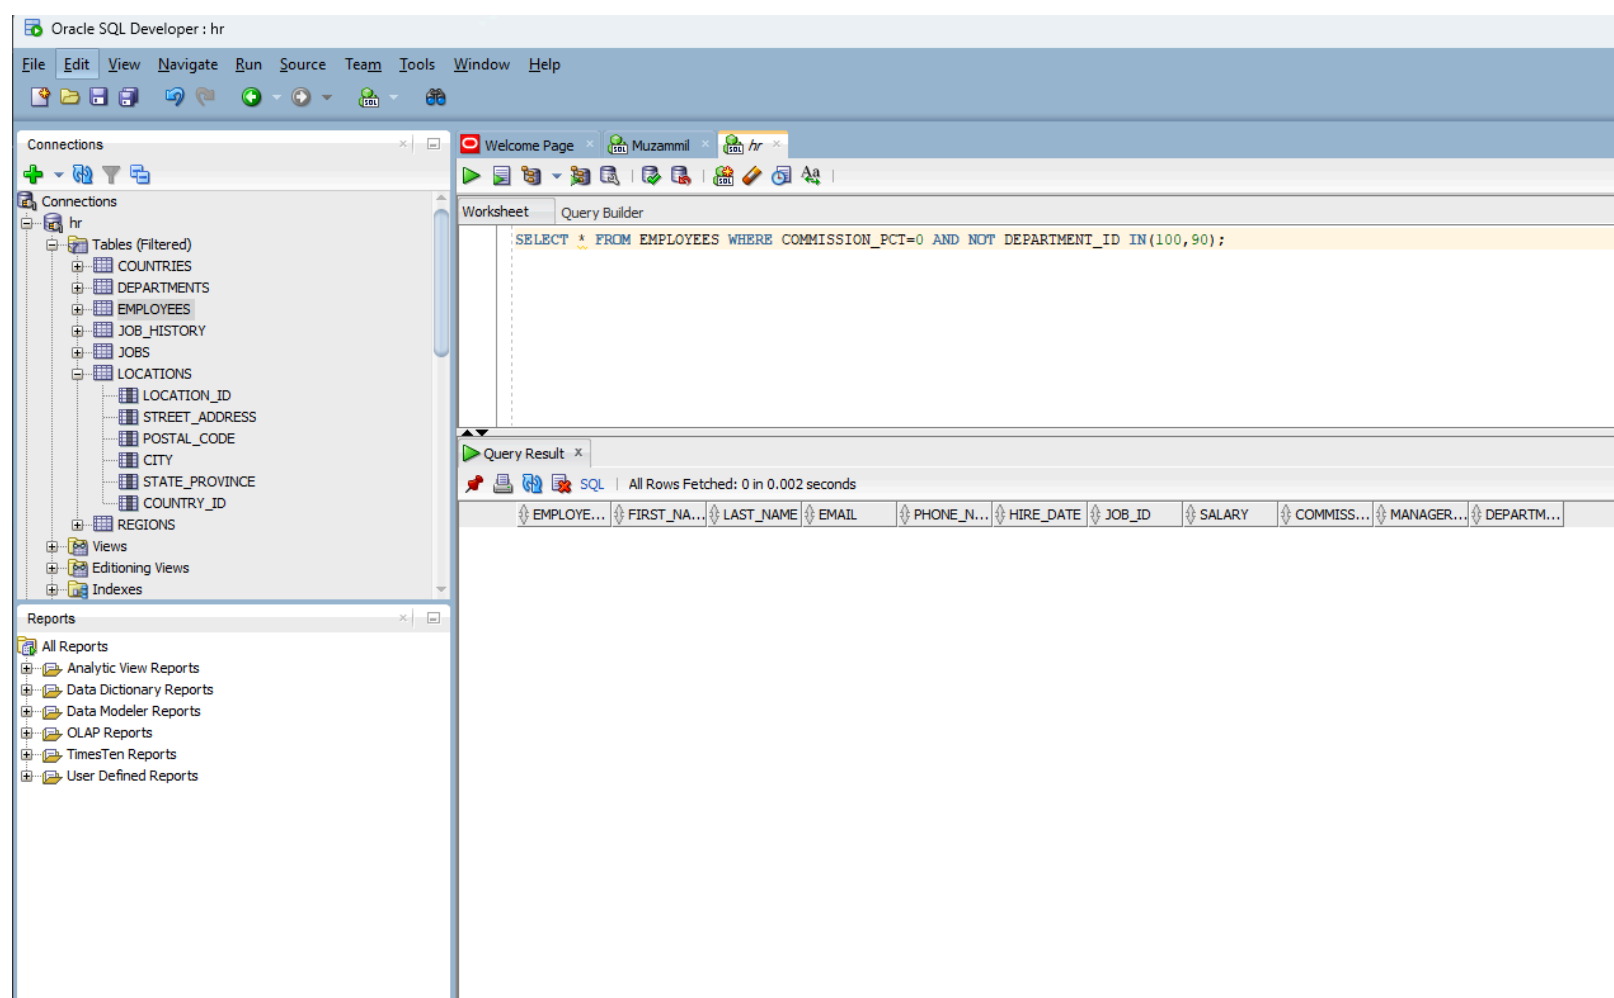 Oracle SQL Developer : hr
File Edit View Navigate Run Source Team Tools Window Help
Connections
Connections
hr
Tables (Filtered)
COUNTRIES
DEPARTMENTS
EMPLOYEES
JOB_HISTORY
JOBS
LOCATIONS
LOCATION_ID
STREET_ADDRESS
POSTAL_CODE
CITY
STATE_PROVINCE
COUNTRY_ID
REGIONS
Views
Editioning Views
Indexes
Reports
All Reports
Analytic View Reports
Data Dictionary Reports
Data Modeler Reports
OLAP Reports
TimesTen Reports
User Defined Reports
Welcome Page Muzammil hr
Worksheet Query Builder
SELECT * FROM EMPLOYEES WHERE COMMISSION_PCT=0 AND NOT DEPARTMENT_ID IN(100,90);
Query Result
SQL | All Rows Fetched: 0 in 0.002 seconds
EMPLOYE... FIRST_NA... LAST_NAME EMAIL PHONE_N... HIRE_DATE JOB_ID SALARY COMMISS... MANAGER... DEPARTM...